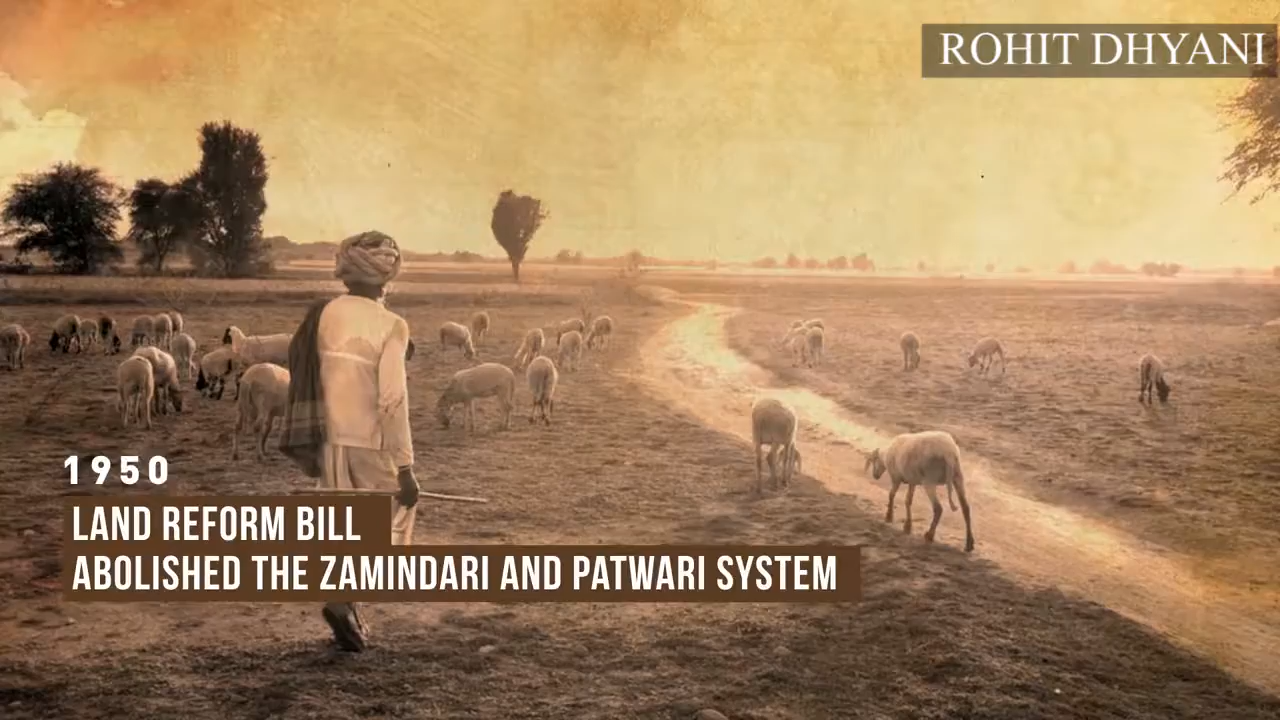 ROHIT DHYANI
1950
LAND REFORM BILL
ABOLISHED THE ZAMINDARI AND PATWARI SYSTEM